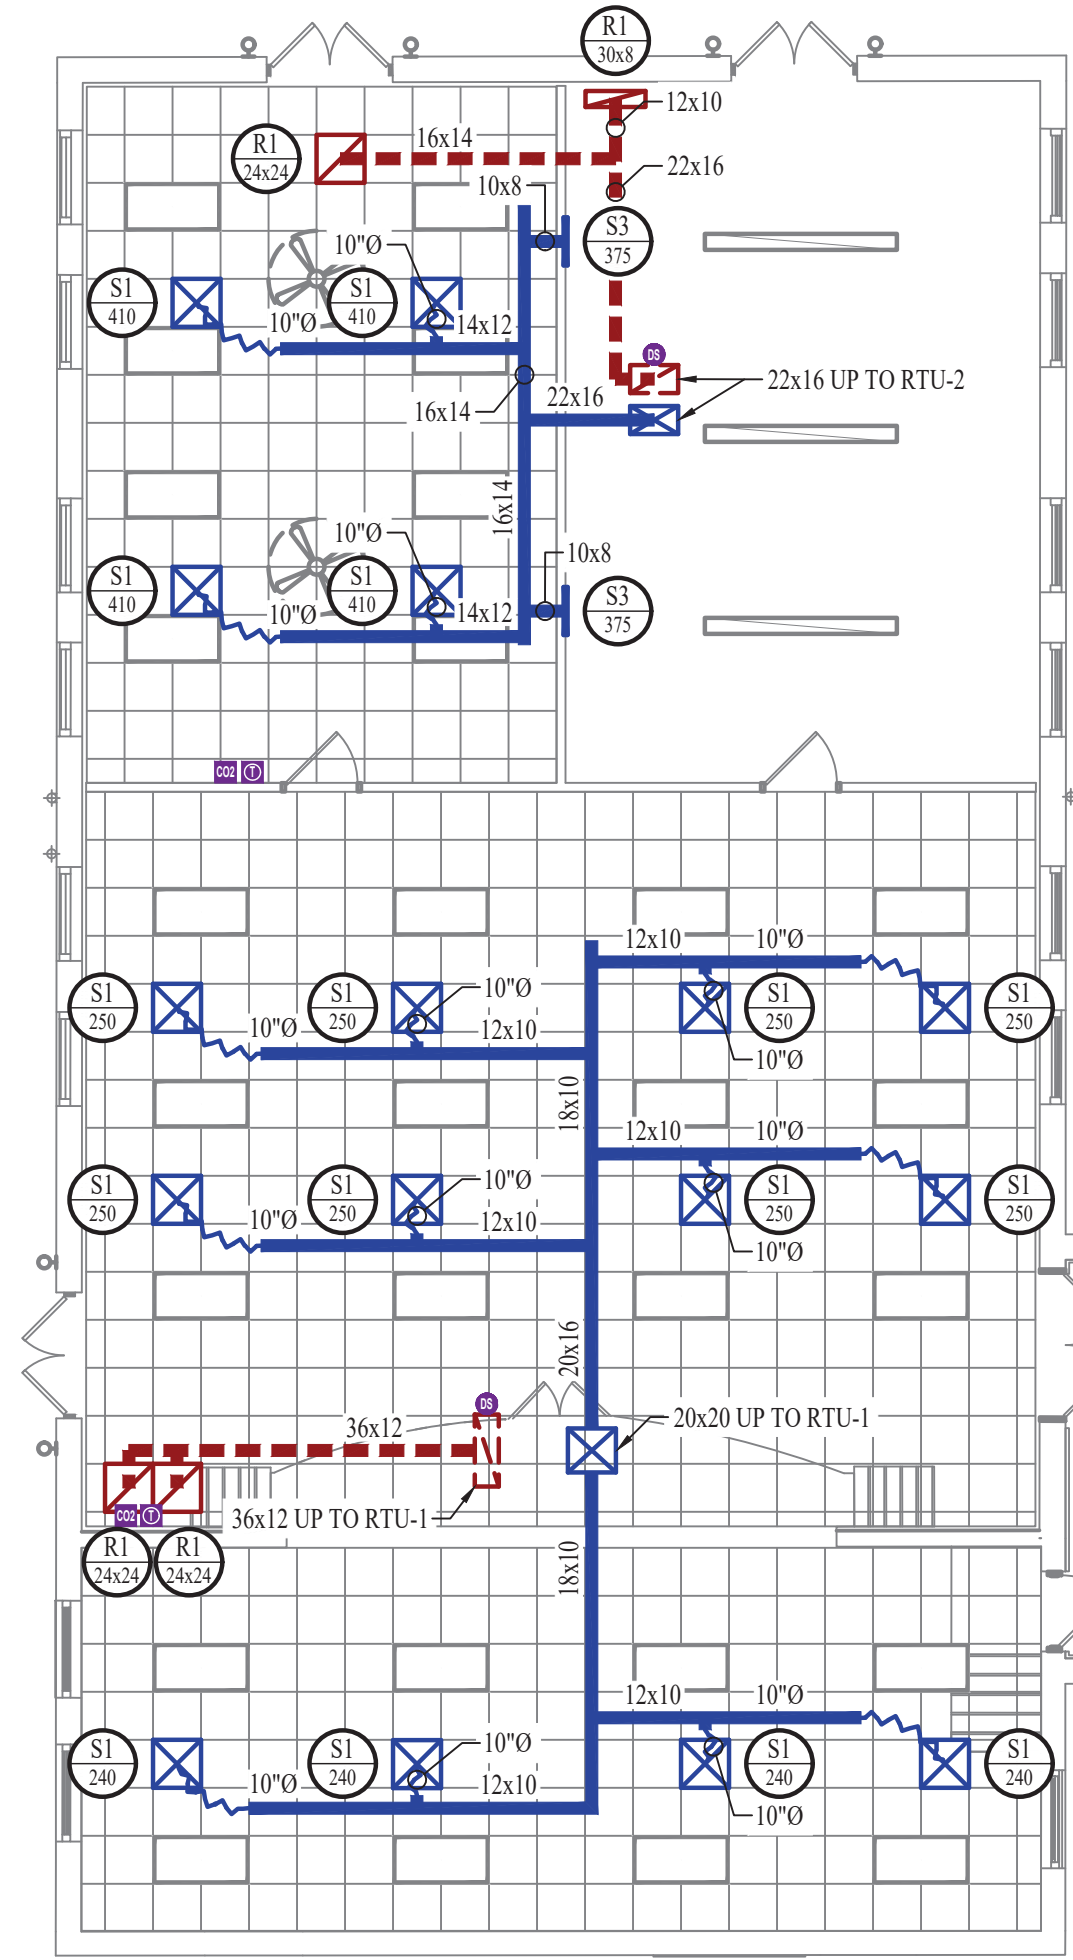 R1
30x8
12x10
16x14
R1
24x24
22x16
10x8
S3
375
10"Ø
S1
410
S1
410
10"Ø
14x12
DS
22x16 UP TO RTU-2
22x16
16x14
16x14
10"Ø
10x8
S1
410
S1
410
10"Ø
14x12
S3
375
CO2
T
12x10
10"Ø
S1
250
S1
250
10"Ø
S1
250
S1
250
10"Ø
12x10
10"Ø
18x10
12x10
10"Ø
S1
250
S1
250
10"Ø
S1
250
S1
250
10"Ø
12x10
10"Ø
20x16
DS
36x12
20x20 UP TO RTU-1
CO2
T
36x12 UP TO RTU-1
R1
24x24
R1
24x24
18x10
12x10
10"Ø
S1
240
S1
240
10"Ø
S1
240
S1
240
10"Ø
12x10
10"Ø